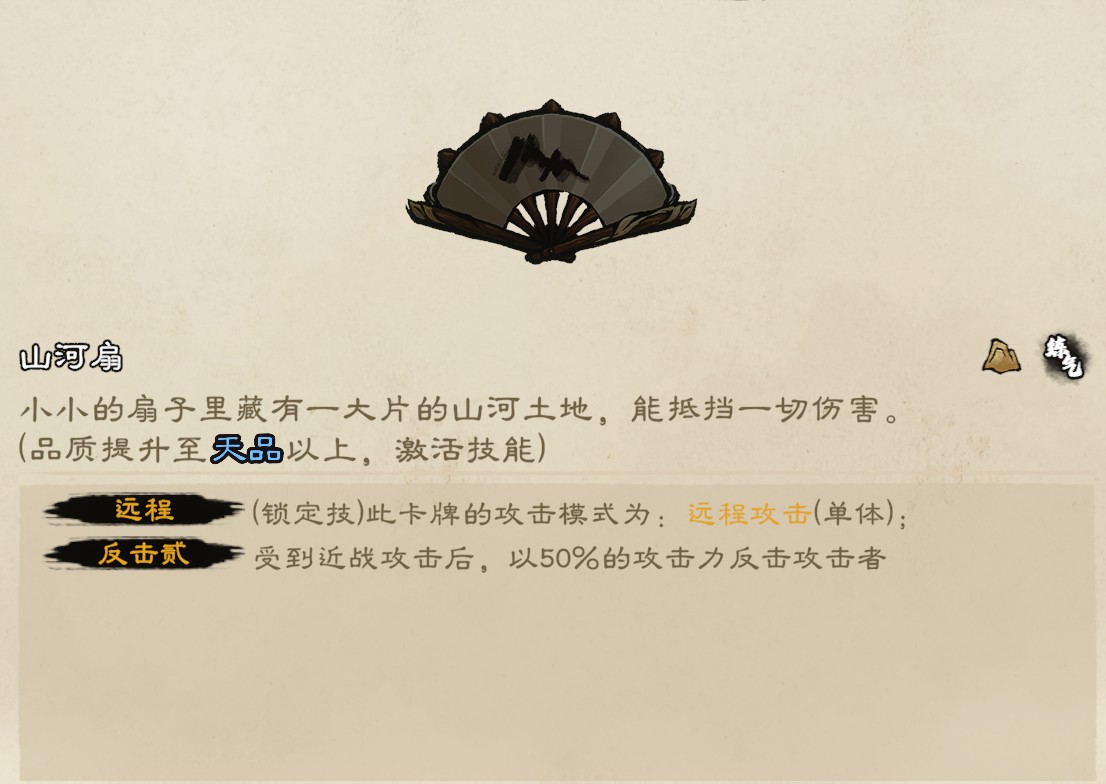 山河扇
炼气
小小的扇子里藏有一大片的山河土地，能抵挡一切伤害。
(品质提升至天品以上，激活技能)
远程 (锁定技)此卡牌的攻击模式为：远程攻击(单体)；
反击贰 受到近战攻击后，以50%的攻击力反击攻击者